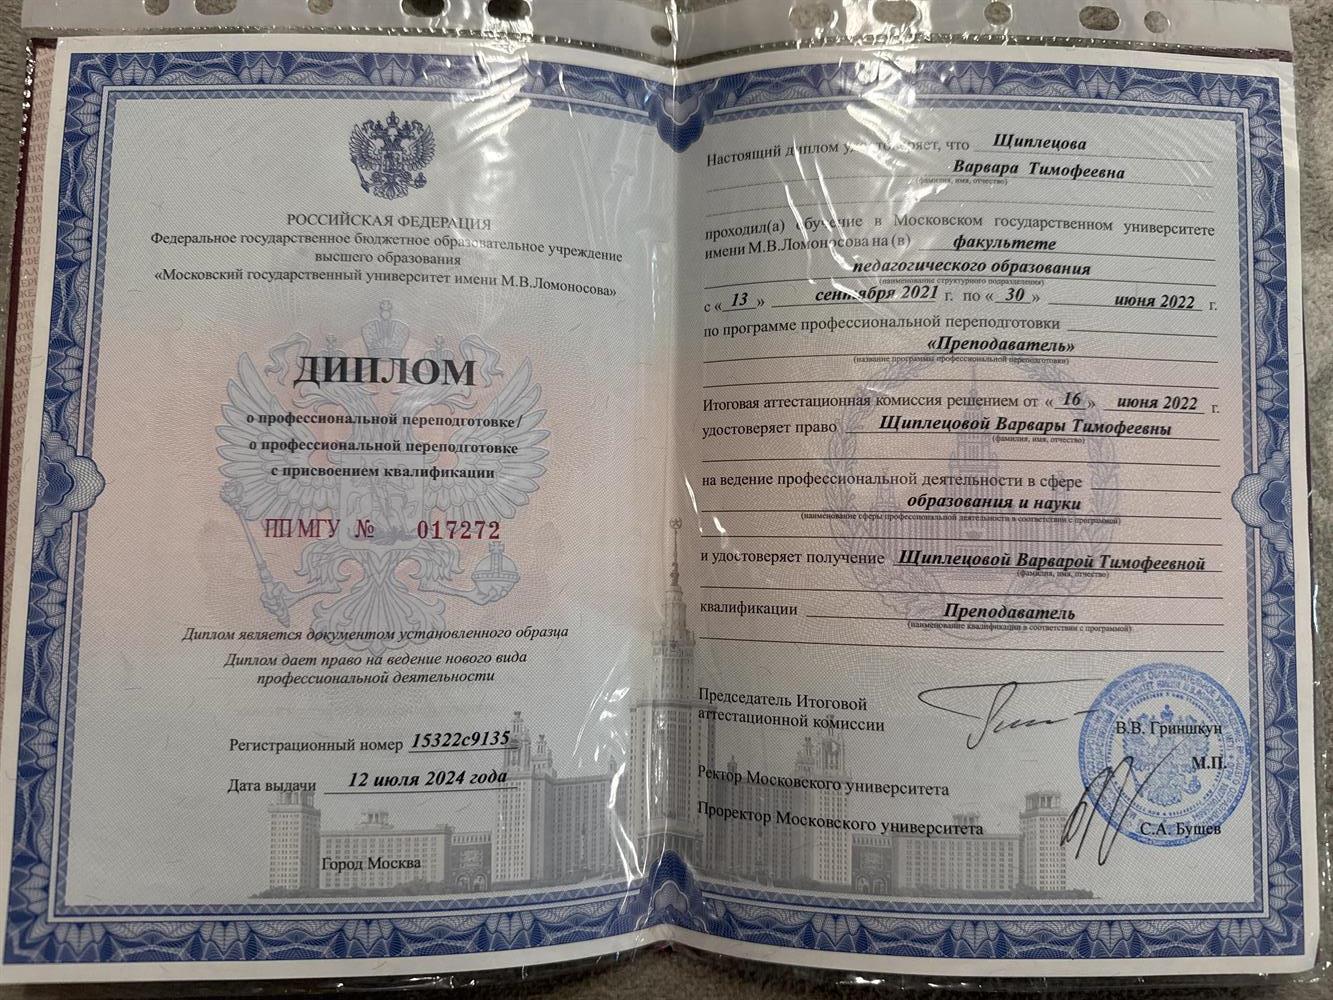 РОССИЙСКАЯ ФЕДЕРАЦИЯ
Федеральное государственное бюджетное образовательное учреждение
высшего образования
«Московский государственный университет имени М.В.Ломоносова»
ДИПЛОМ
о профессиональной переподготовке/
о профессиональной переподготовке
с присвоением квалификации
ПП МГУ № 017272
Диплом является документом установленного образца
Диплом дает право на ведение нового вида
профессиональной деятельности
Регистрационный номер 15322с9135
Дата выдачи 12 июля 2024 года
Город Москва
Настоящий диплом удостоверяет, что Щиплецова
Варвара Тимофеевна
(фамилия, имя, отчество)
проходил(а) обучение в Московском государственном университете
имени М.В.Ломоносова на (в) факультете
педагогического образования
(наименование структурного подразделения)
с « 13 » сентября 2021 г. по « 30 » июня 2022 г.
по программе профессиональной переподготовки
«Преподаватель»
(название программы профессиональной переподготовки)
Итоговая аттестационная комиссия решением от « 16 » июня 2022 г.
удостоверяет право Щиплецовой Варвары Тимофеевны
(фамилия, имя, отчество)
на ведение профессиональной деятельности в сфере
образования и науки
(наименование сферы профессиональной деятельности в соответствии с программой)
и удостоверяет получение Щиплецовой Варварой Тимофеевной
(фамилия, имя, отчество)
квалификации Преподаватель
(наименование квалификации в соответствии с программой)
Председатель Итоговой
аттестационной комиссии
В.В. Гриншкун
М.П.
Ректор Московского университета
Проректор Московского университета
С.А. Бушев